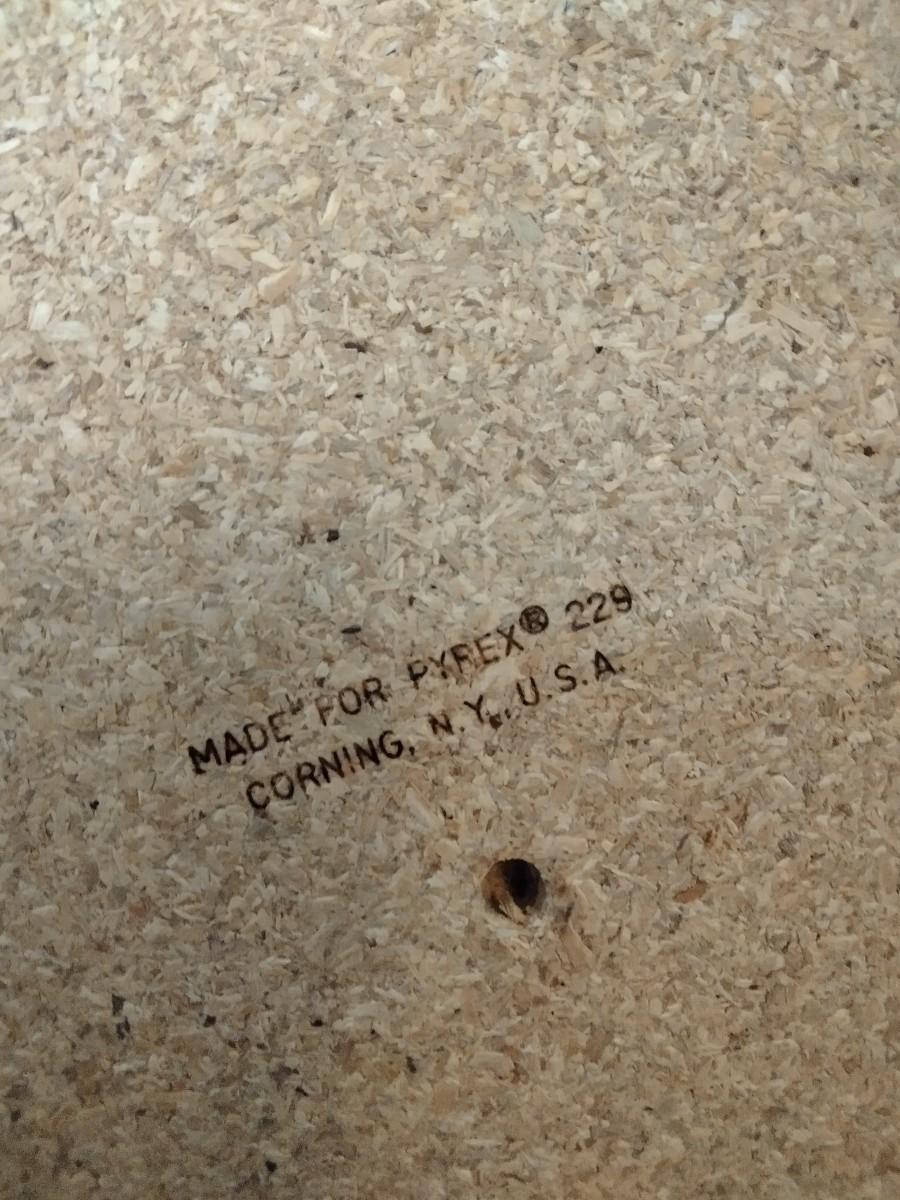 MADE FOR PYREX® 229
CORNING, N.Y., U.S.A.